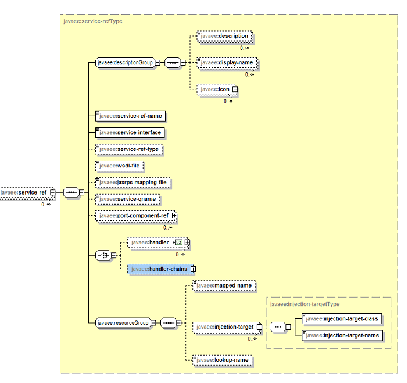 javaee:service-refType
javaee:description
0..∞
javaee:descriptionGroup
javaee:display-name
0..∞
javaee:icon
0..∞
javaee:service-ref-name
javaee:service-interface
javaee:service-ref-type
javaee:wsdl-file
javaee:service-ref
0..∞
javaee:jaxrpc-mapping-file
javaee:service-qname
javaee:port-component-ref
0..∞
javaee:handler
0..∞
javaee:handler-chains
javaee:mapped-name
javaee:injection-targetType
javaee:resourceGroup
javaee:injection-target
0..∞
javaee:injection-target-class
javaee:injection-target-name
javaee:lookup-name